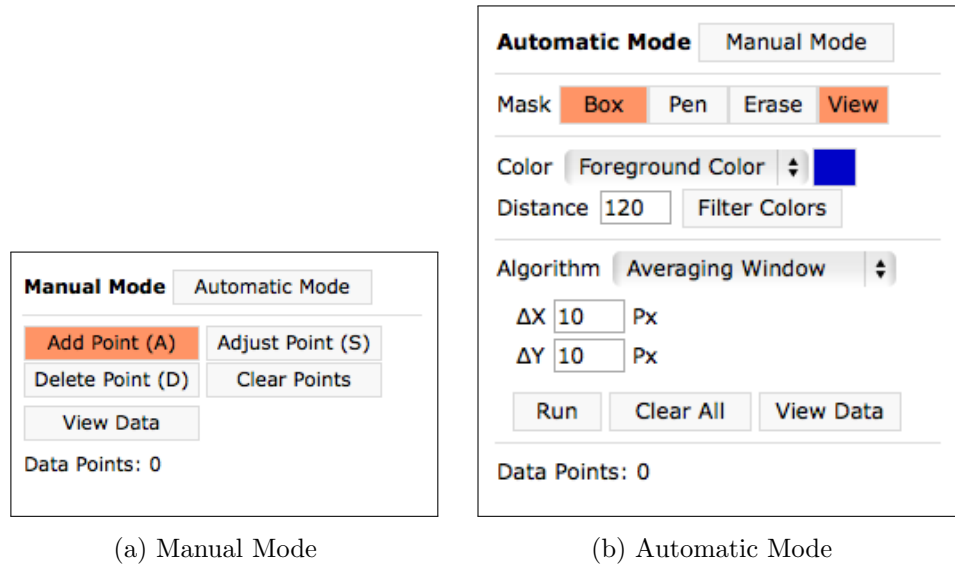 Manual Mode Automatic Mode
Add Point (A) Adjust Point (S)
Delete Point (D) Clear Points
View Data
Data Points: 0
(a) Manual Mode
Automatic Mode Manual Mode
Mask Box Pen Erase View
Color Foreground Color
Distance 120 Filter Colors
Algorithm Averaging Window
ΔX 10 Px
ΔY 10 Px
Run Clear All View Data
Data Points: 0
(b) Automatic Mode